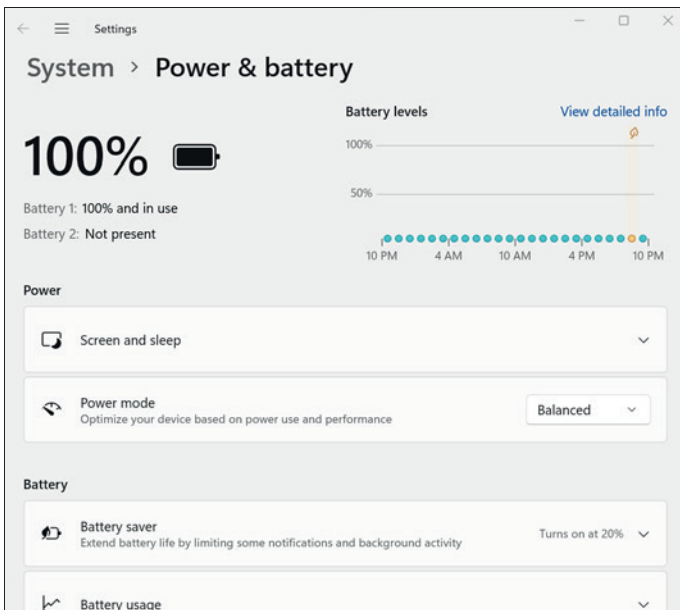 Settings
System > Power & battery
Battery levels
View detailed info
100%
100%
50%
Battery 1: 100% and in use
Battery 2: Not present
10 PM 4 AM 10 AM 4 PM 10 PM
Power
Screen and sleep
Power mode
Optimize your device based on power use and performance
Balanced
Battery
Battery saver
Extend battery life by limiting some notifications and background activity
Turns on at 20%
Battery usage